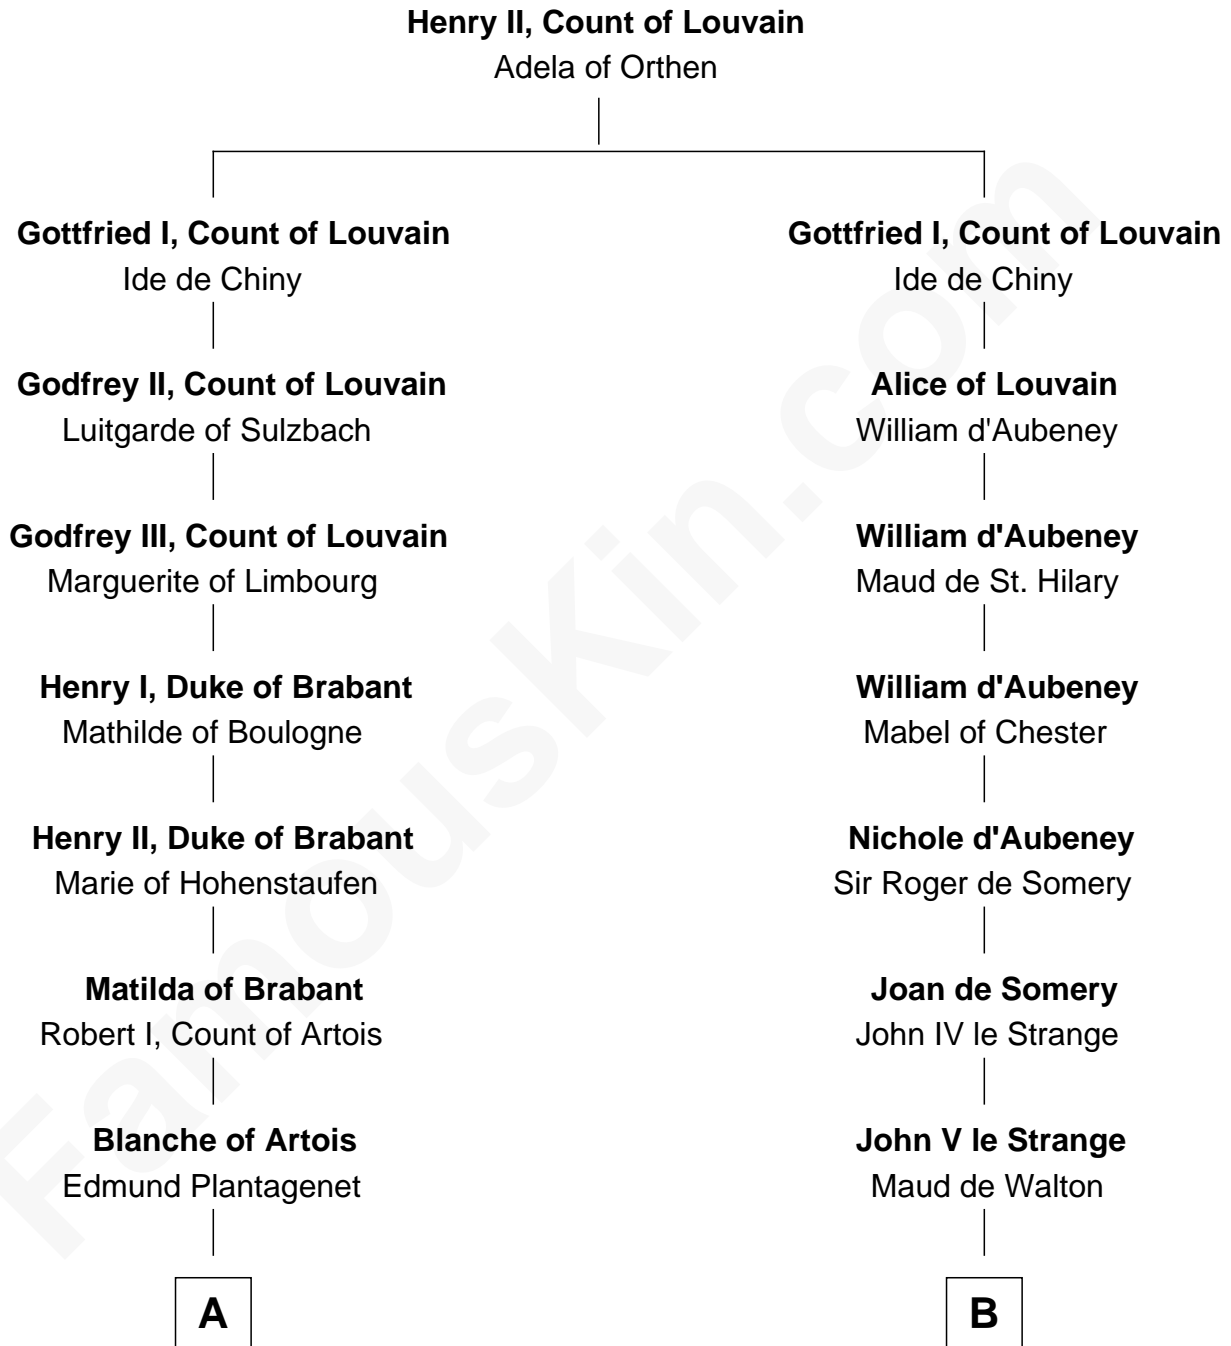 Henry II, Count of Louvain
Adela of Orthen
Gottfried I, Count of Louvain
Ide de Chiny
Godfrey II, Count of Louvain
Luitgarde of Sulzbach
Godfrey III, Count of Louvain
Marguerite of Limbourg
Henry I, Duke of Brabant
Mathilde of Boulogne
Henry II, Duke of Brabant
Marie of Hohenstaufen
Matilda of Brabant
Robert I, Count of Artois
Blanche of Artois
Edmund Plantagenet
A
Gottfried I, Count of Louvain
Ide de Chiny
Alice of Louvain
William d'Aubeney
William d'Aubeney
Maud de St. Hilary
William d'Aubeney
Mabel of Chester
Nichole d'Aubeney
Sir Roger de Somery
Joan de Somery
John IV le Strange
John V le Strange
Maud de Walton
B
FamousKin.com